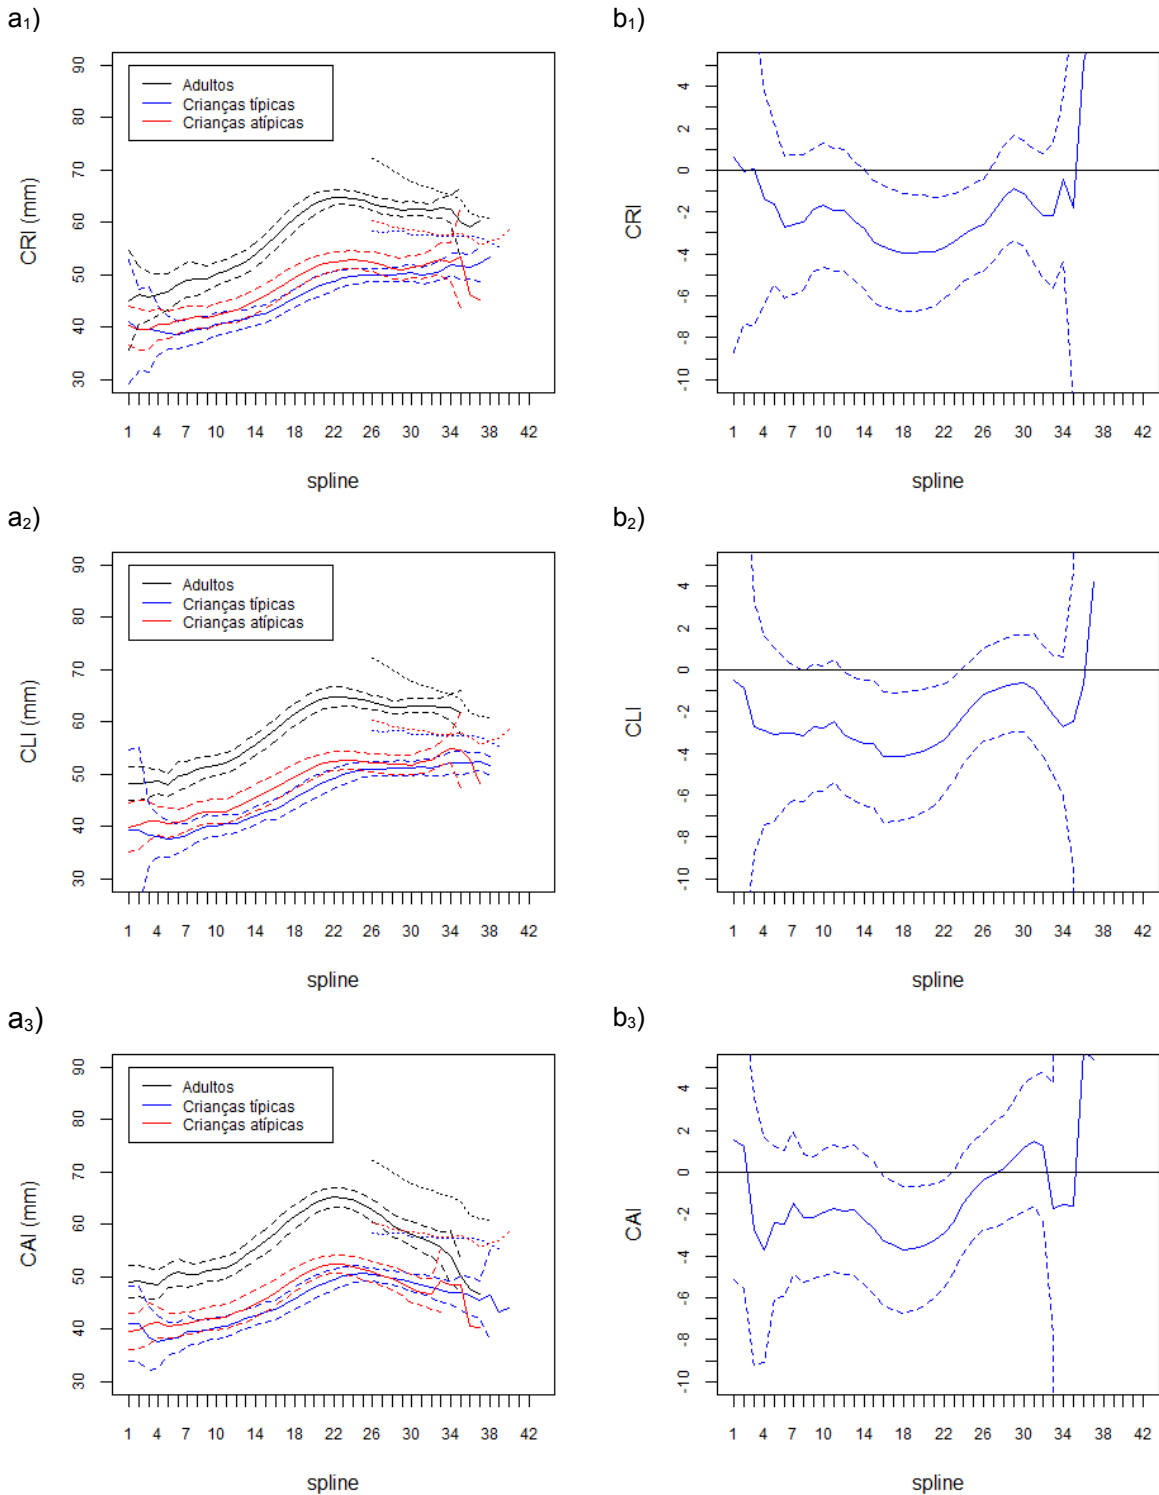 a1)
b1)
90
80
70
60
50
40
30
CRI (mm)
Adultos
Crianças típicas
Crianças atípicas
1 4 7 10 14 18 22 26 30 34 38 42
spline
4
2
0
-2
-4
-6
-8
-10
CRI
1 4 7 10 14 18 22 26 30 34 38 42
spline
a2)
b2)
90
80
70
60
50
40
30
CLI (mm)
Adultos
Crianças típicas
Crianças atípicas
1 4 7 10 14 18 22 26 30 34 38 42
spline
4
2
0
-2
-4
-6
-8
-10
CLI
1 4 7 10 14 18 22 26 30 34 38 42
spline
a3)
b3)
90
80
70
60
50
40
30
CAI (mm)
Adultos
Crianças típicas
Crianças atípicas
1 4 7 10 14 18 22 26 30 34 38 42
spline
4
2
0
-2
-4
-6
-8
-10
CAI
1 4 7 10 14 18 22 26 30 34 38 42
spline